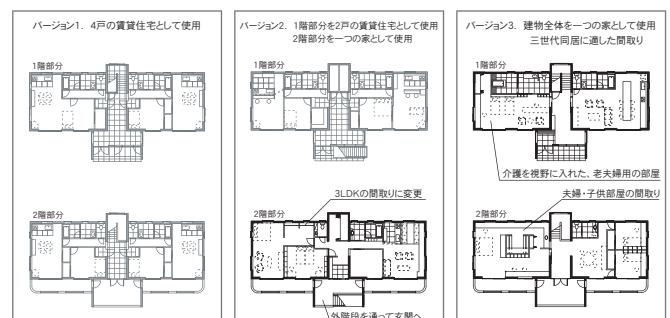 バージョン1．4戸の賃貸住宅として使用
1階部分
2階部分
バージョン2．1階部分を2戸の賃貸住宅として使用
2階部分を一つの家として使用
1階部分
3LDKの間取りに変更
2階部分
外階段を通って玄関へ
バージョン3．建物全体を一つの家として使用
三世代同居に適した間取り
1階部分
介護を視野に入れた、老夫婦用の部屋
夫婦・子供部屋の間取り
2階部分